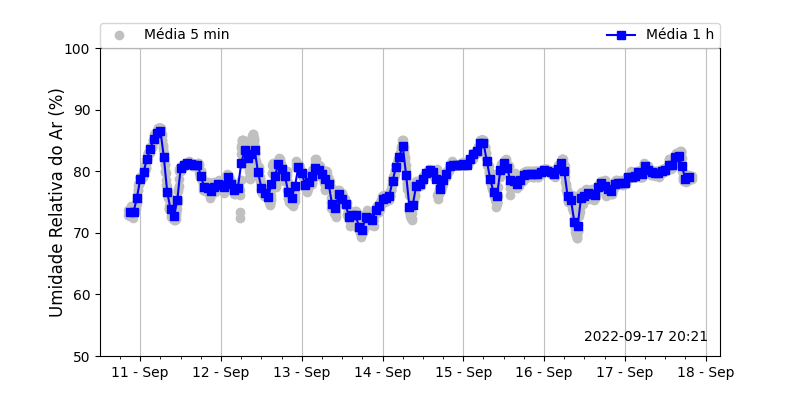 Média 5 min
Média 1 h
Umidade Relativa do Ar (%)
100
90
80
70
60
50
2022-09-17 20:21
11 - Sep
12 - Sep
13 - Sep
14 - Sep
15 - Sep
16 - Sep
17 - Sep
18 - Sep